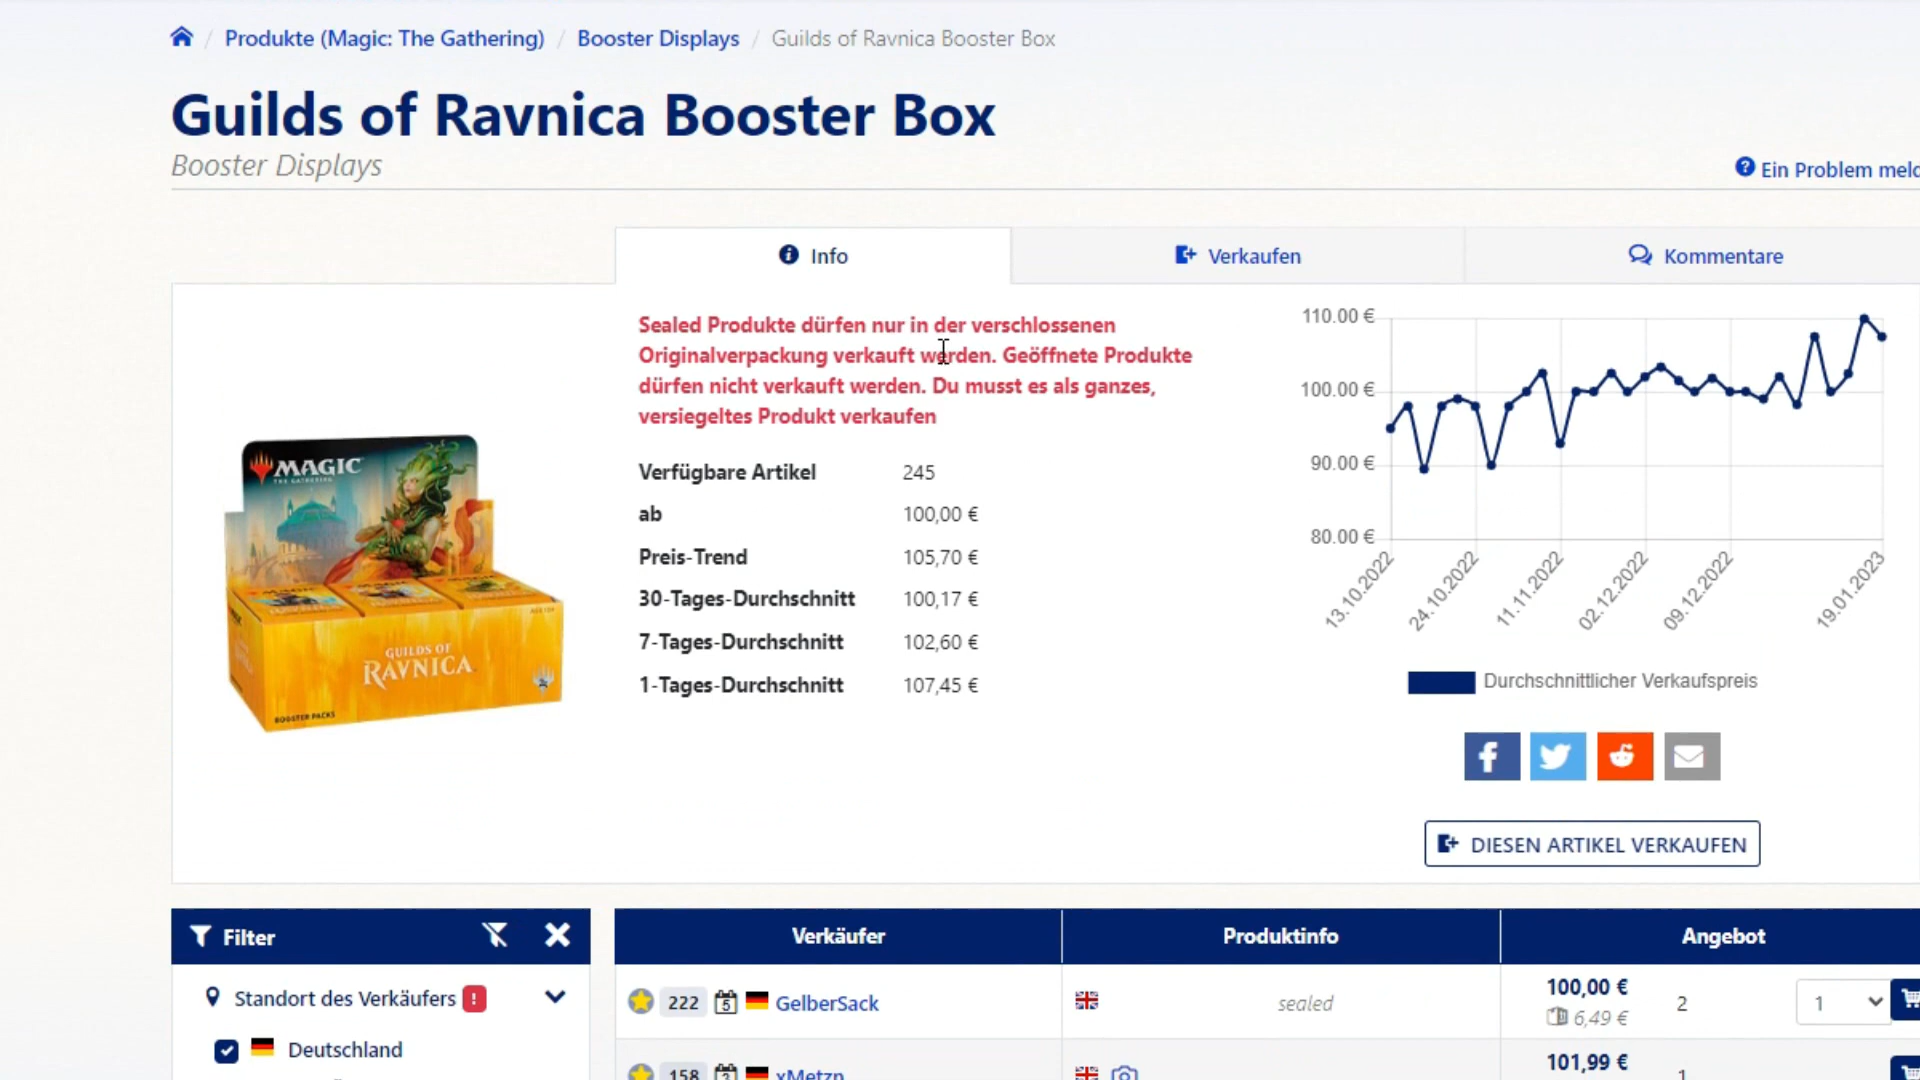 Produkte (Magic: The Gathering) / Booster Displays / Guilds of Ravnica Booster Box
Guilds of Ravnica Booster Box
Booster Displays
Ein Problem meld
Info
Verkaufen
Kommentare
Sealed Produkte dürfen nur in der verschlossenen
Originalverpackung verkauft werden. Geöffnete Produkte
dürfen nicht verkauft werden. Du musst es als ganzes,
versiegeltes Produkt verkaufen
Verfügbare Artikel 245
ab 100,00 €
Preis-Trend 105,70 €
30-Tages-Durchschnitt 100,17 €
7-Tages-Durchschnitt 102,60 €
1-Tages-Durchschnitt 107,45 €
MAGIC
THE GATHERING
GUILDS OF
RAVNICA
BOOSTER PACKS
110.00 €
100.00 €
90.00 €
80.00 €
13.10.2022
24.10.2022
11.11.2022
02.12.2022
09.12.2022
19.01.2023
Durchschnittlicher Verkaufspreis
DIESEN ARTIKEL VERKAUFEN
Filter
Standort des Verkäufers !
Deutschland
Verkäufer Produktinfo Angebot
222 5 GelberSack sealed 100,00 € 2 1
6,49 €
158 xMetzn 101,99 € 1